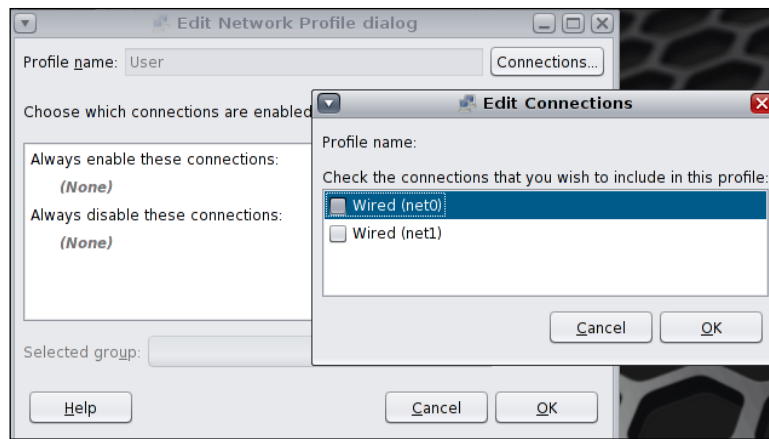 Edit Network Profile dialog
Profile name: User Connections...
Choose which connections are enabled
Always enable these connections:
(None)
Always disable these connections:
(None)
Selected group:
Help Cancel OK
Edit Connections
Profile name:
Check the connections that you wish to include in this profile:
Wired (net0)
Wired (net1)
Cancel OK